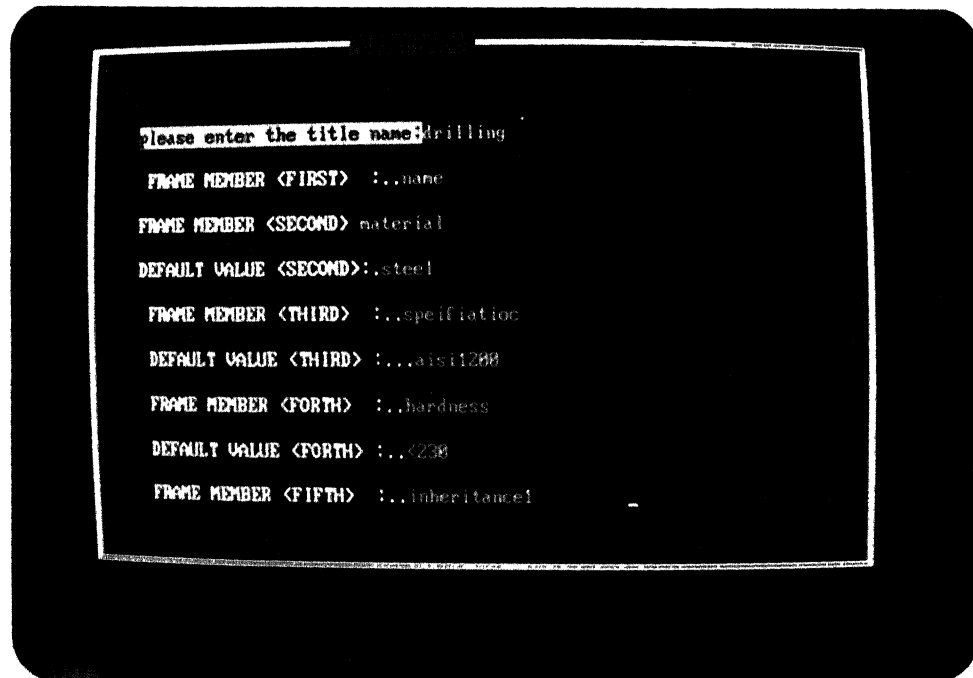 please enter the title name:drilling
FRAME MEMBER <FIRST> :..name
FRAME MEMBER <SECOND> material
DEFAULT VALUE <SECOND>:.steel
FRAME MEMBER <THIRD> :..speifiatioc
DEFAULT VALUE <THIRD> :...aisi1200
FRAME MEMBER <FORTH> :..hardness
DEFAULT VALUE <FORTH> :..<230
FRAME MEMBER <FIFTH> :..inheritance1